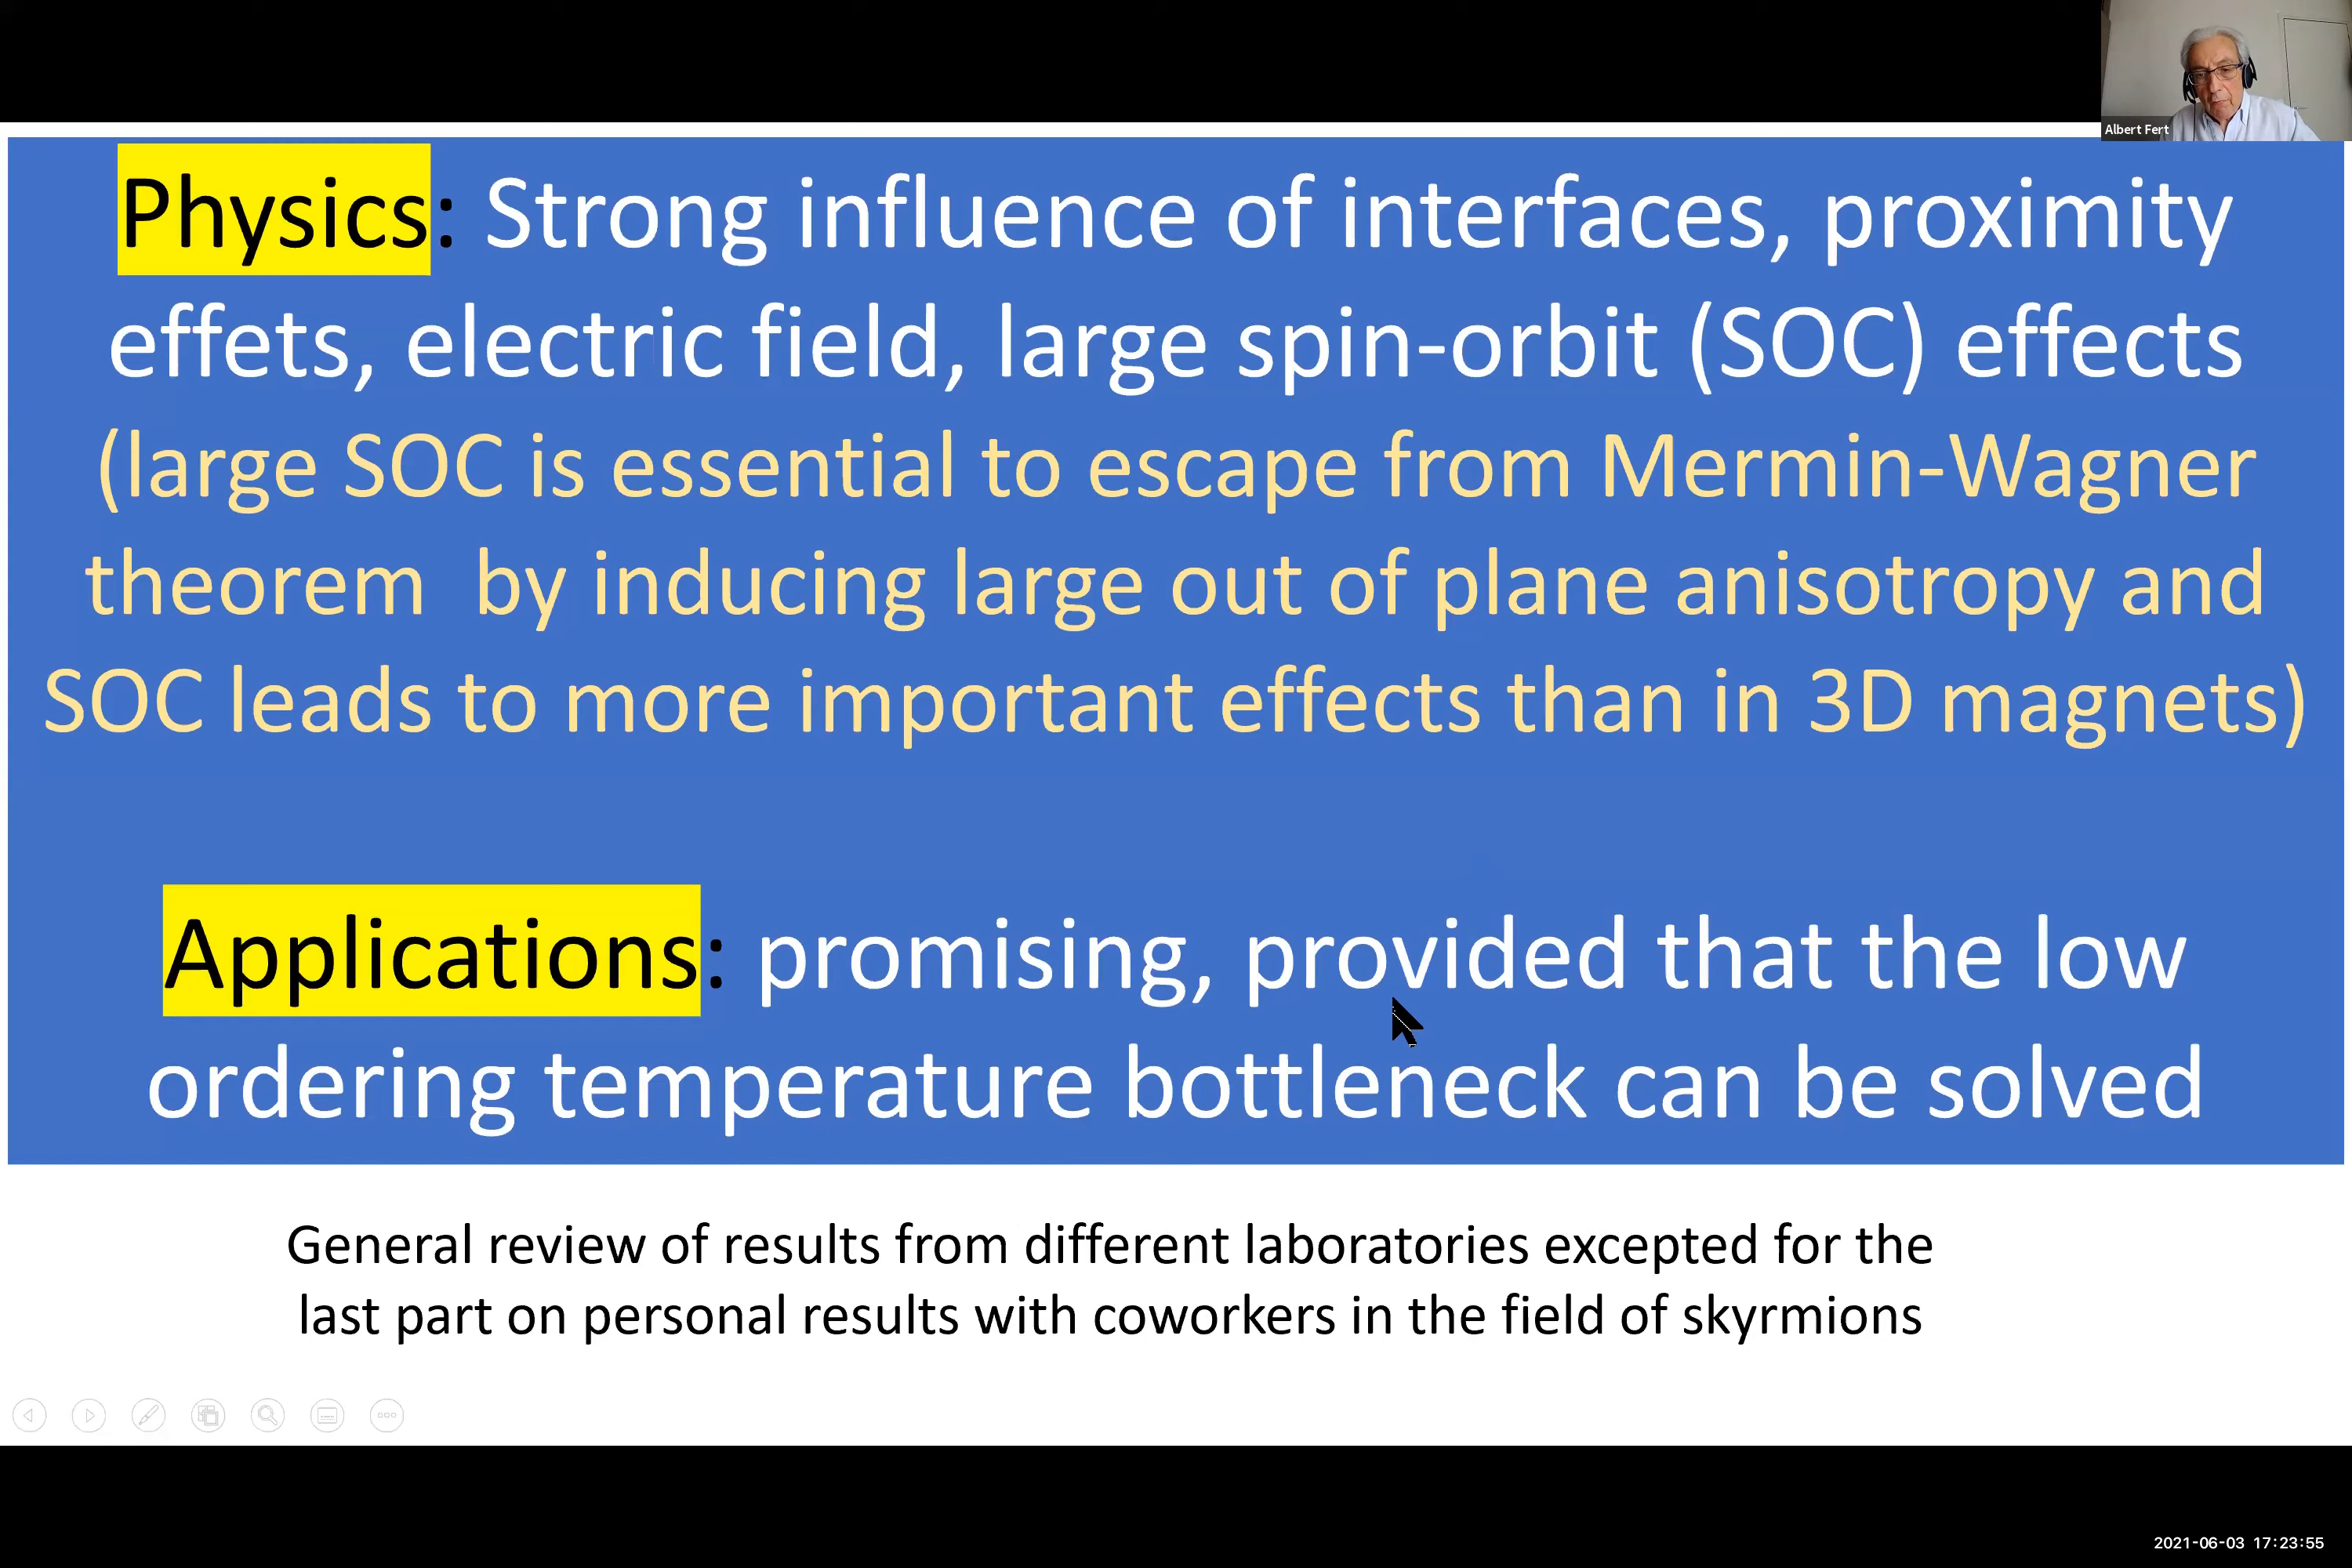 Albert Fert
Physics: Strong influence of interfaces, proximity
effets, electric field, large spin-orbit (SOC) effects
(large SOC is essential to escape from Mermin-Wagner
theorem by inducing large out of plane anisotropy and
SOC leads to more important effects than in 3D magnets)
Applications: promising, provided that the low
ordering temperature bottleneck can be solved
General review of results from different laboratories excepted for the
last part on personal results with coworkers in the field of skyrmions
2021-06-03 17:23:55